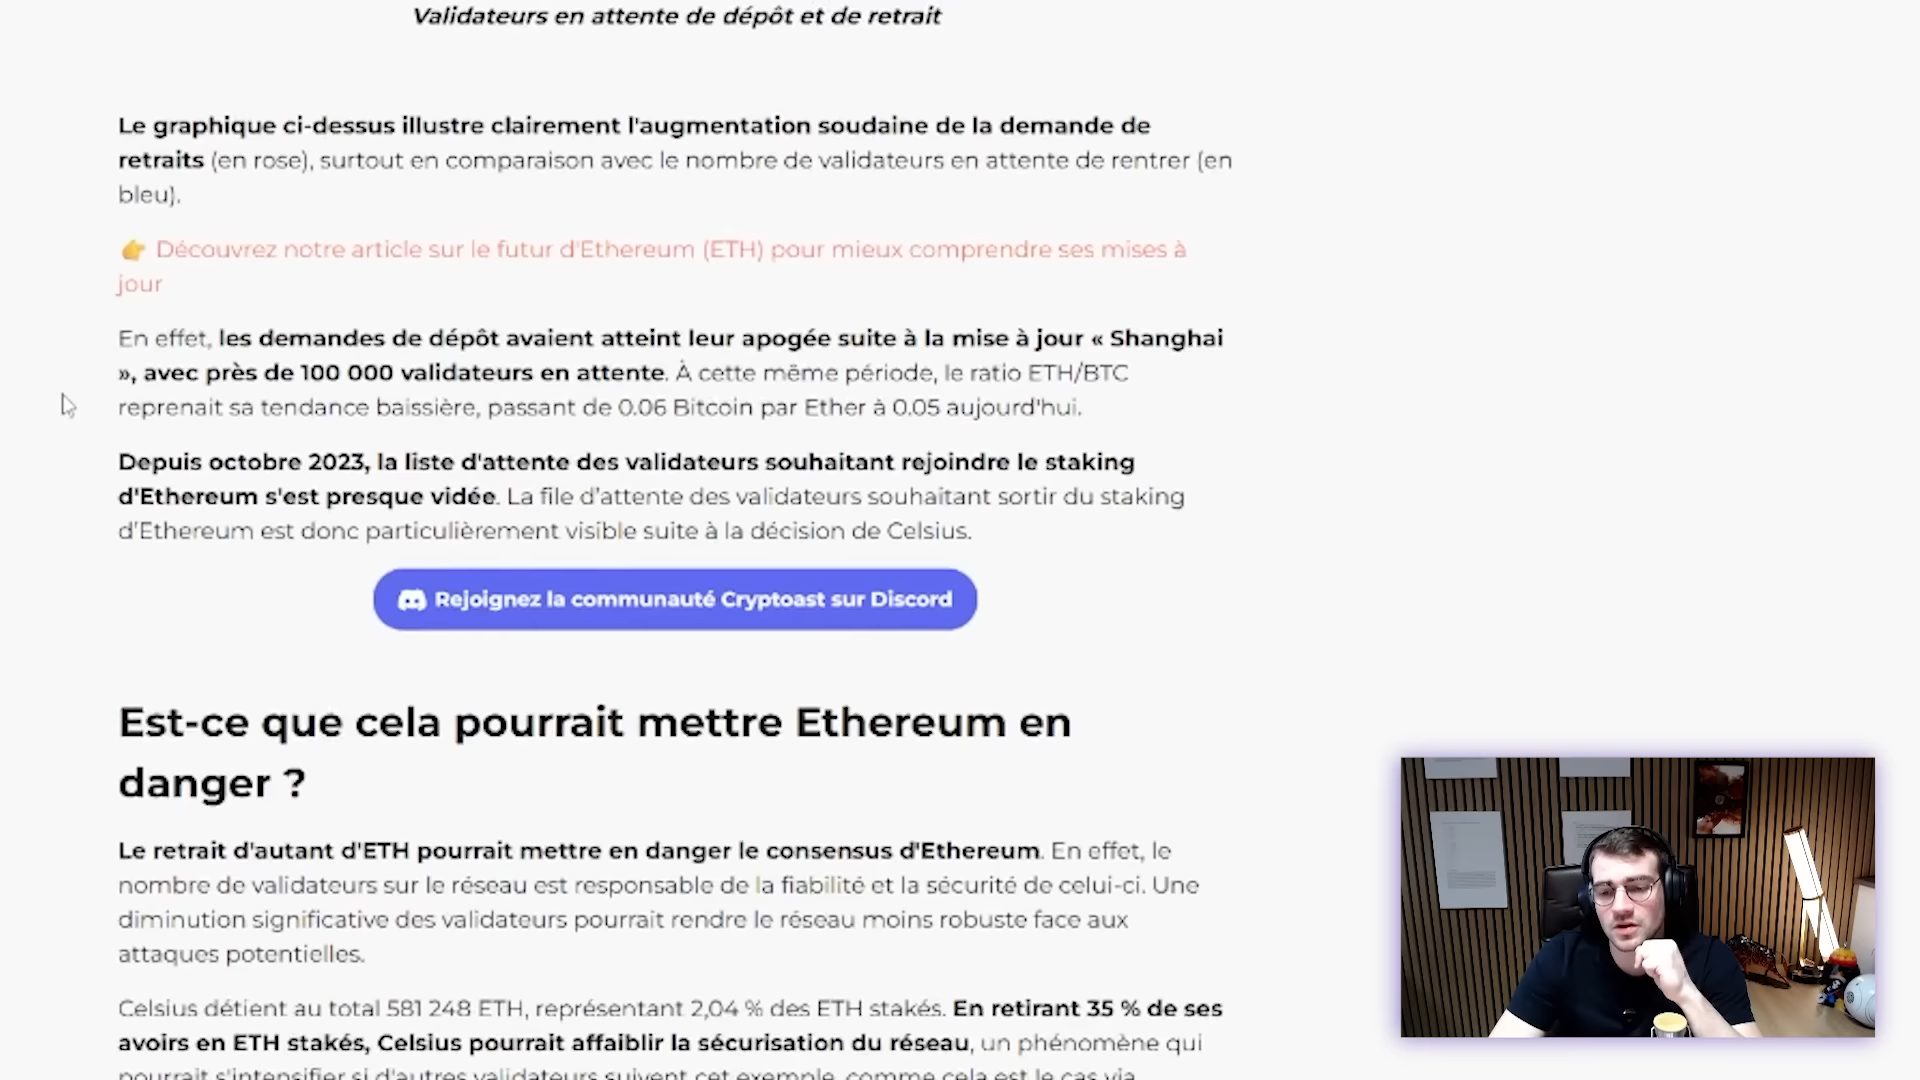 Validateurs en attente de dépôt et de retrait
Le graphique ci-dessus illustre clairement l'augmentation soudaine de la demande de
retraits (en rose), surtout en comparaison avec le nombre de validateurs en attente de rentrer (en
bleu).
👉 Découvrez notre article sur le futur d'Ethereum (ETH) pour mieux comprendre ses mises à
jour
En effet, les demandes de dépôt avaient atteint leur apogée suite à la mise à jour « Shanghai
», avec près de 100 000 validateurs en attente. À cette même période, le ratio ETH/BTC
reprenait sa tendance baissière, passant de 0.06 Bitcoin par Ether à 0.05 aujourd'hui.
Depuis octobre 2023, la liste d'attente des validateurs souhaitant rejoindre le staking
d'Ethereum s'est presque vidée. La file d'attente des validateurs souhaitant sortir du staking
d'Ethereum est donc particulièrement visible suite à la décision de Celsius.
Rejoignez la communauté Cryptoast sur Discord
Est-ce que cela pourrait mettre Ethereum en
danger ?
Le retrait d'autant d'ETH pourrait mettre en danger le consensus d'Ethereum. En effet, le
nombre de validateurs sur le réseau est responsable de la fiabilité et la sécurité de celui-ci. Une
diminution significative des validateurs pourrait rendre le réseau moins robuste face aux
attaques potentielles.
Celsius détient au total 581 248 ETH, représentant 2,04 % des ETH stakés. En retirant 35 % de ses
avoirs en ETH stakés, Celsius pourrait affaiblir la sécurisation du réseau, un phénomène qui
pourrait s'intensifier si d'autres validateurs suivent cet exemple, comme cela est le cas via